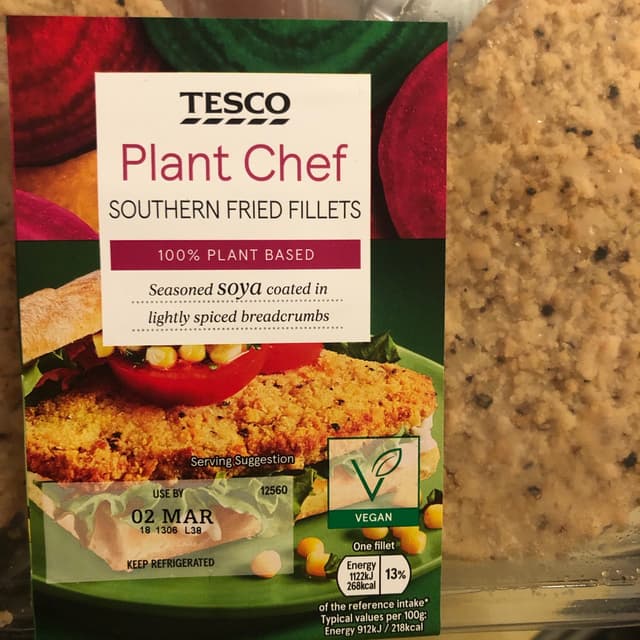 TESCO
Plant Chef
SOUTHERN FRIED FILLETS
100% PLANT BASED
Seasoned soya coated in
lightly spiced breadcrumbs
Serving Suggestion
USE BY 12560
02 MAR
18 1306 L38
KEEP REFRIGERATED
V
VEGAN
One fillet
Energy
1122kJ
268kcal
13%
of the reference intake*
Typical values per 100g:
Energy 912kJ / 218kcal